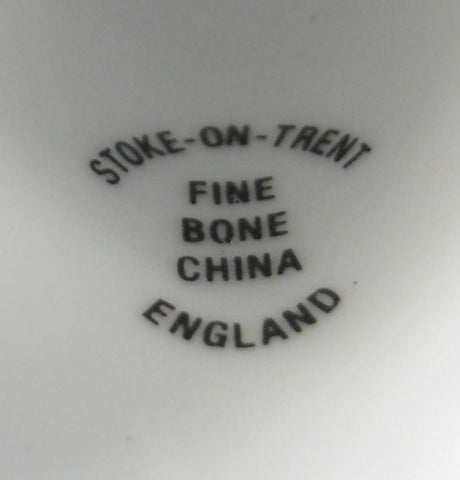 STOKE-ON-TRENT
FINE
BONE
CHINA
ENGLAND